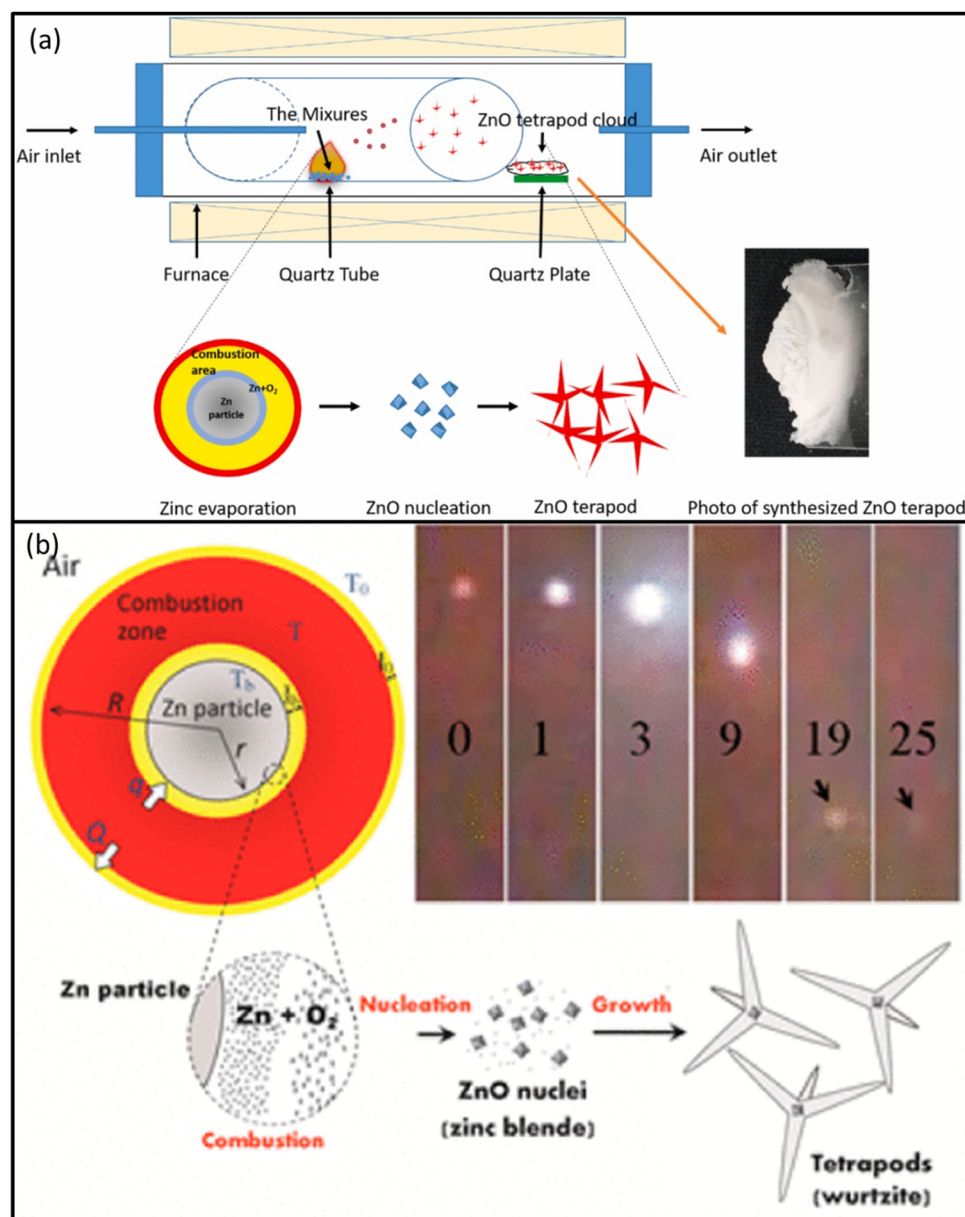 (a)
The Mixures
ZnO tetrapod cloud
Air inlet
Air outlet
Furnace
Quartz Tube
Quartz Plate
Combustion
area
Zn+O2
Zn
particle
Zinc evaporation
ZnO nucleation
ZnO terapod
Photo of synthesized ZnO terapod
(b)
Air
T0
Combustion
zone
T
Tb
Zn particle
R
r
q
Q
0
1
3
9
19
25
Zn particle
Zn + O2
Combustion
Nucleation
Growth
ZnO nuclei
(zinc blende)
Tetrapods
(wurtzite)